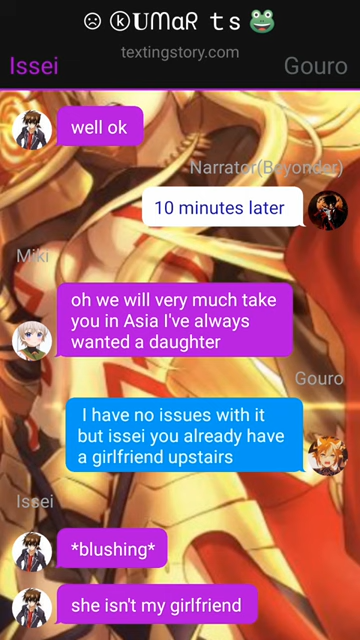 ☹ ⓚUᗰɑR t s 🐸
textingstory.com
Issei
Gouro
well ok
Narrator(Beyonder)
10 minutes later
Miki
oh we will very much take
you in Asia I've always
wanted a daughter
Gouro
I have no issues with it
but issei you already have
a girlfriend upstairs
Issei
*blushing*
she isn't my girlfriend